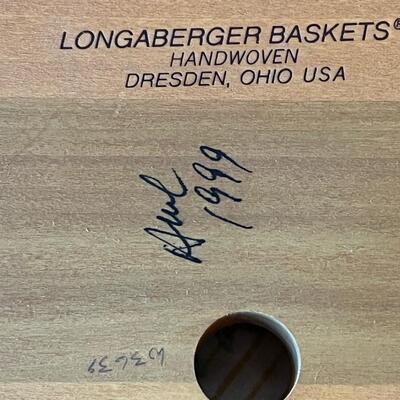 LONGABERGER BASKETS®
HANDWOVEN
DRESDEN, OHIO USA
1999